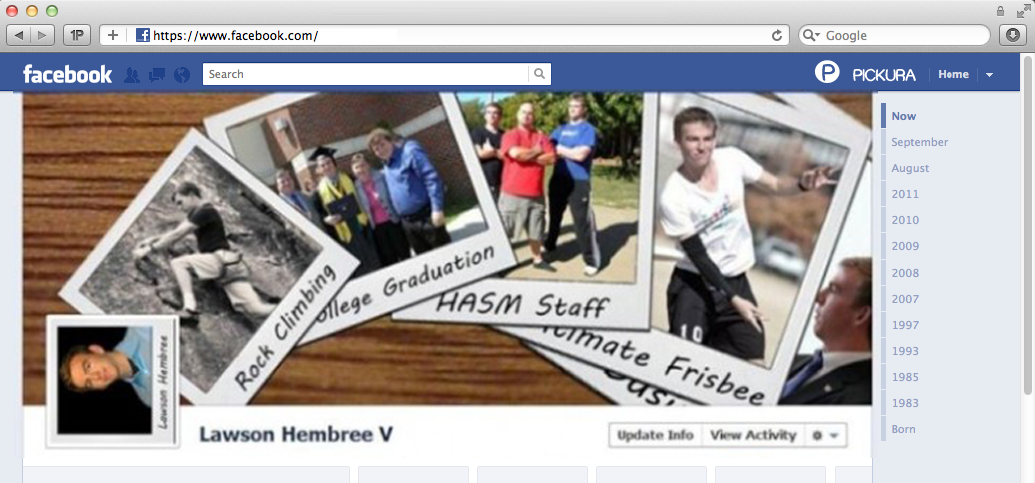 1P
https://www.facebook.com/
Google
facebook
Search
P PICKURA
Home
Now
September
August
2011
2010
2009
2008
2007
1997
1993
1985
1983
Born
Rock Climbing
ollege Graduation
HASM Staff
10
ltimate Frisbee
Lawson Hembree
Lawson Hembree V
Update Info
View Activity